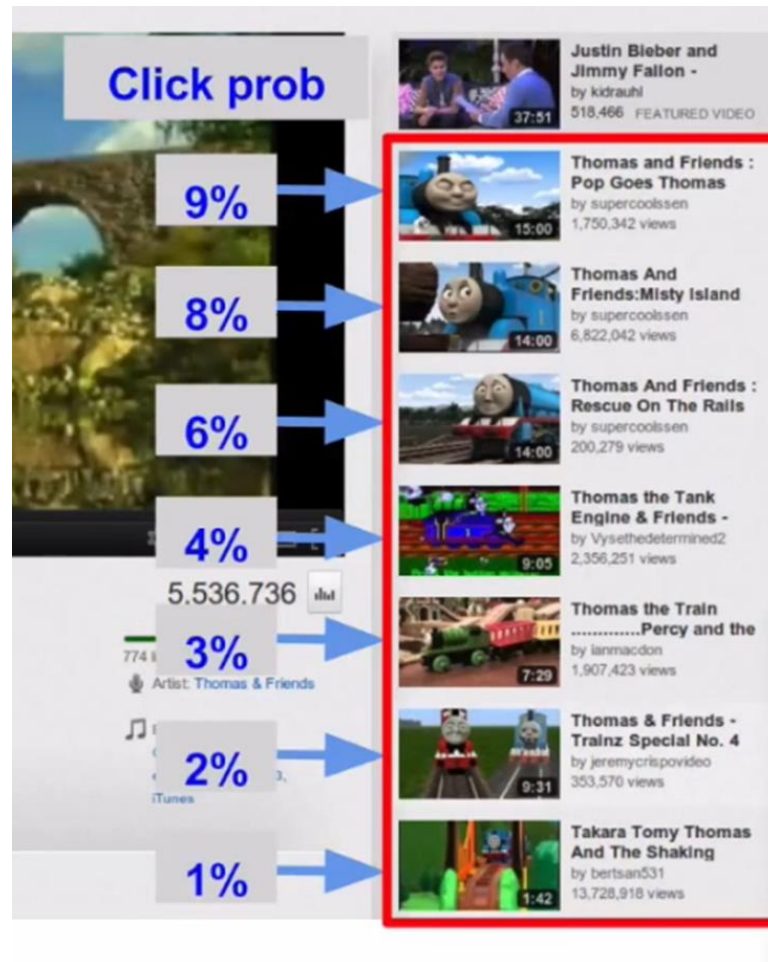 Click prob
Justin Bieber and
Jimmy Fallon -
by kidrauhl
37:51
518,466 FEATURED VIDEO
9%
Thomas and Friends :
Pop Goes Thomas
by supercoolssen
15:00
1,750,342 views
8%
Thomas And
Friends:Misty Island
by supercoolssen
14:00
6,822,042 views
6%
Thomas And Friends :
Rescue On The Rails
by supercoolssen
14:00
200,279 views
4%
Thomas the Tank
Engine & Friends -
by Vysethedetermined2
9:05
2,356,251 views
5.536.736
3%
774
Artist: Thomas & Friends
Thomas the Train
.............Percy and the
by ianmacdon
7:29
1,907,423 views
2%
3,
iTunes
Thomas & Friends -
Trainz Special No. 4
by jeremycrispovideo
9:31
353,570 views
1%
Takara Tomy Thomas
And The Shaking
by bertsan531
1:42
13,728,918 views